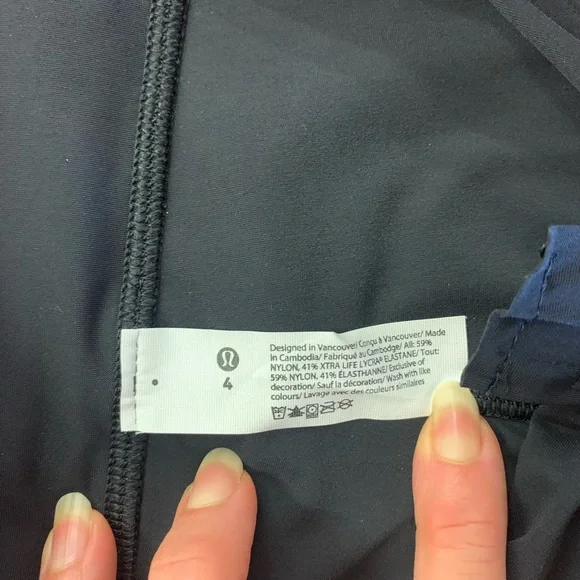 4
Designed in Vancouver/ Conçu à Vancouver/ Made
in Cambodia/ Fabriqué au Cambodge/ All: 59%
NYLON, 41% XTRA LIFE LYCRA® ELASTANE/ Tout:
59% NYLON, 41% ÉLASTHANNE/ Exclusive of
decoration/ Sauf la décoration/ Wash with like
colours/ Lavage avec des couleurs similaires